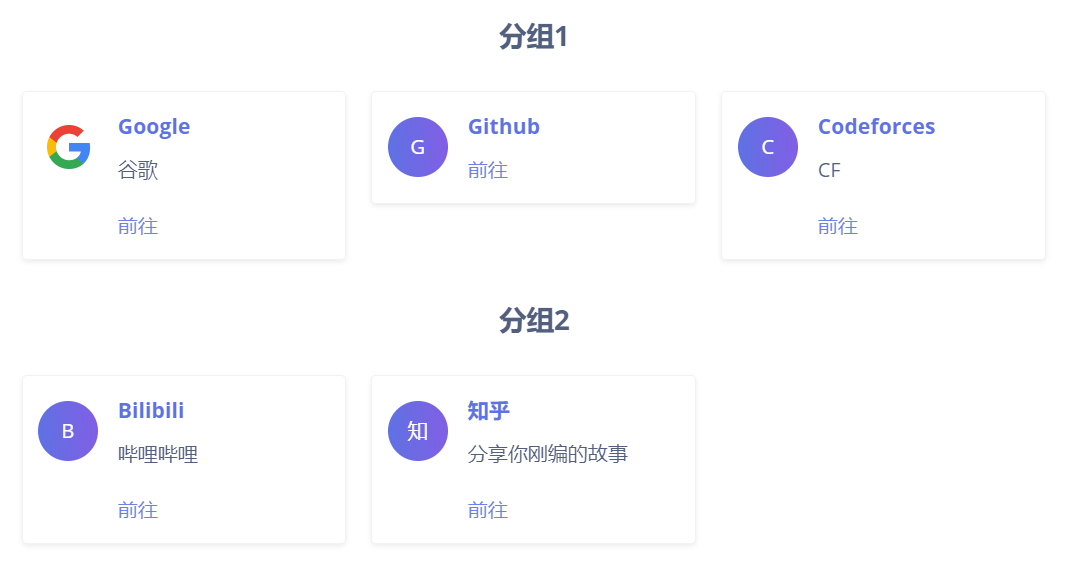 分组1
Google
谷歌
前往
G
Github
前往
C
Codeforces
CF
前往
分组2
B
Bilibili
哔哩哔哩
前往
知
知乎
分享你刚编的故事
前往